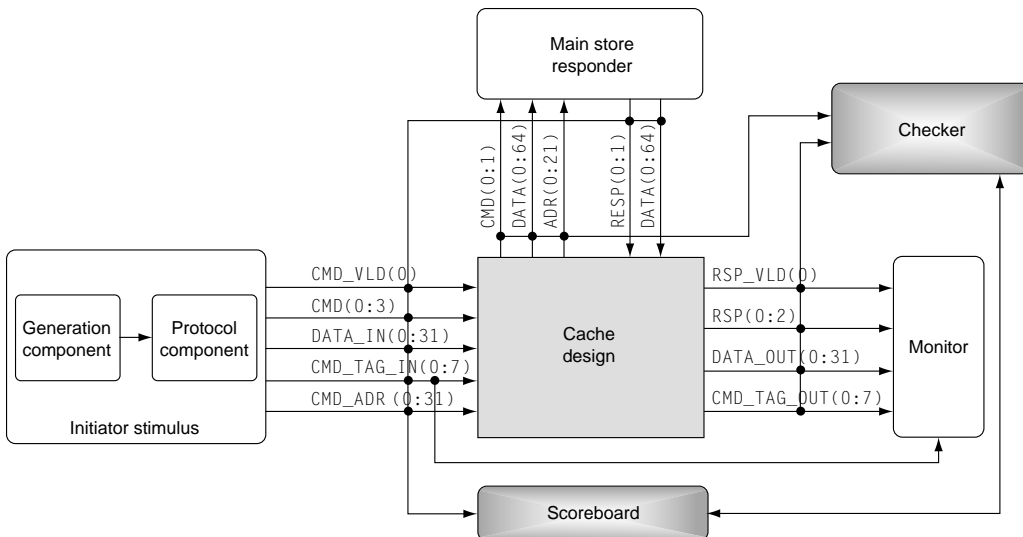 Main store
responder
Checker
CMD(0:1)
DATA(0:64)
ADR(0:21)
RESP(0:1)
DATA(0:64)
CMD_VLD(0)
CMD(0:3)
DATA_IN(0:31)
CMD_TAG_IN(0:7)
CMD_ADR (0:31)
Generation
component
Protocol
component
Initiator stimulus
Cache
design
RSP_VLD(0)
RSP(0:2)
DATA_OUT(0:31)
CMD_TAG_OUT(0:7)
Monitor
Scoreboard